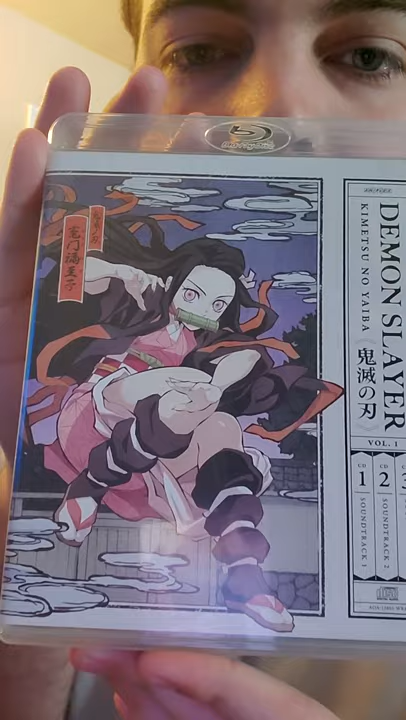 Blu-ray Disc
竈門禰豆子
DEMON SLAYER
KIMETSU NO YAIBA
《鬼滅の刃》
VOL. 1
CD
1
SOUNDTRACK 1
CD
2
SOUNDTRACK 2